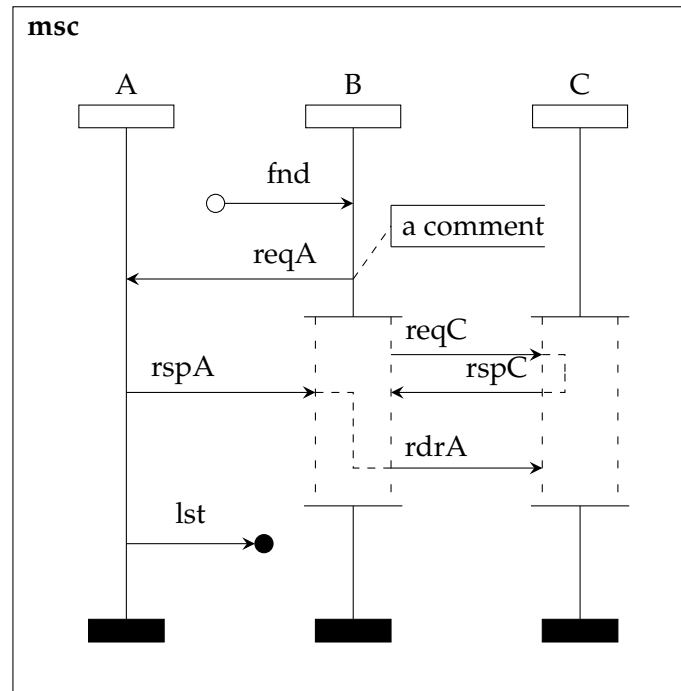 msc
A B C
fnd
a comment
reqA
reqC
rspA rspC
rdrA
lst